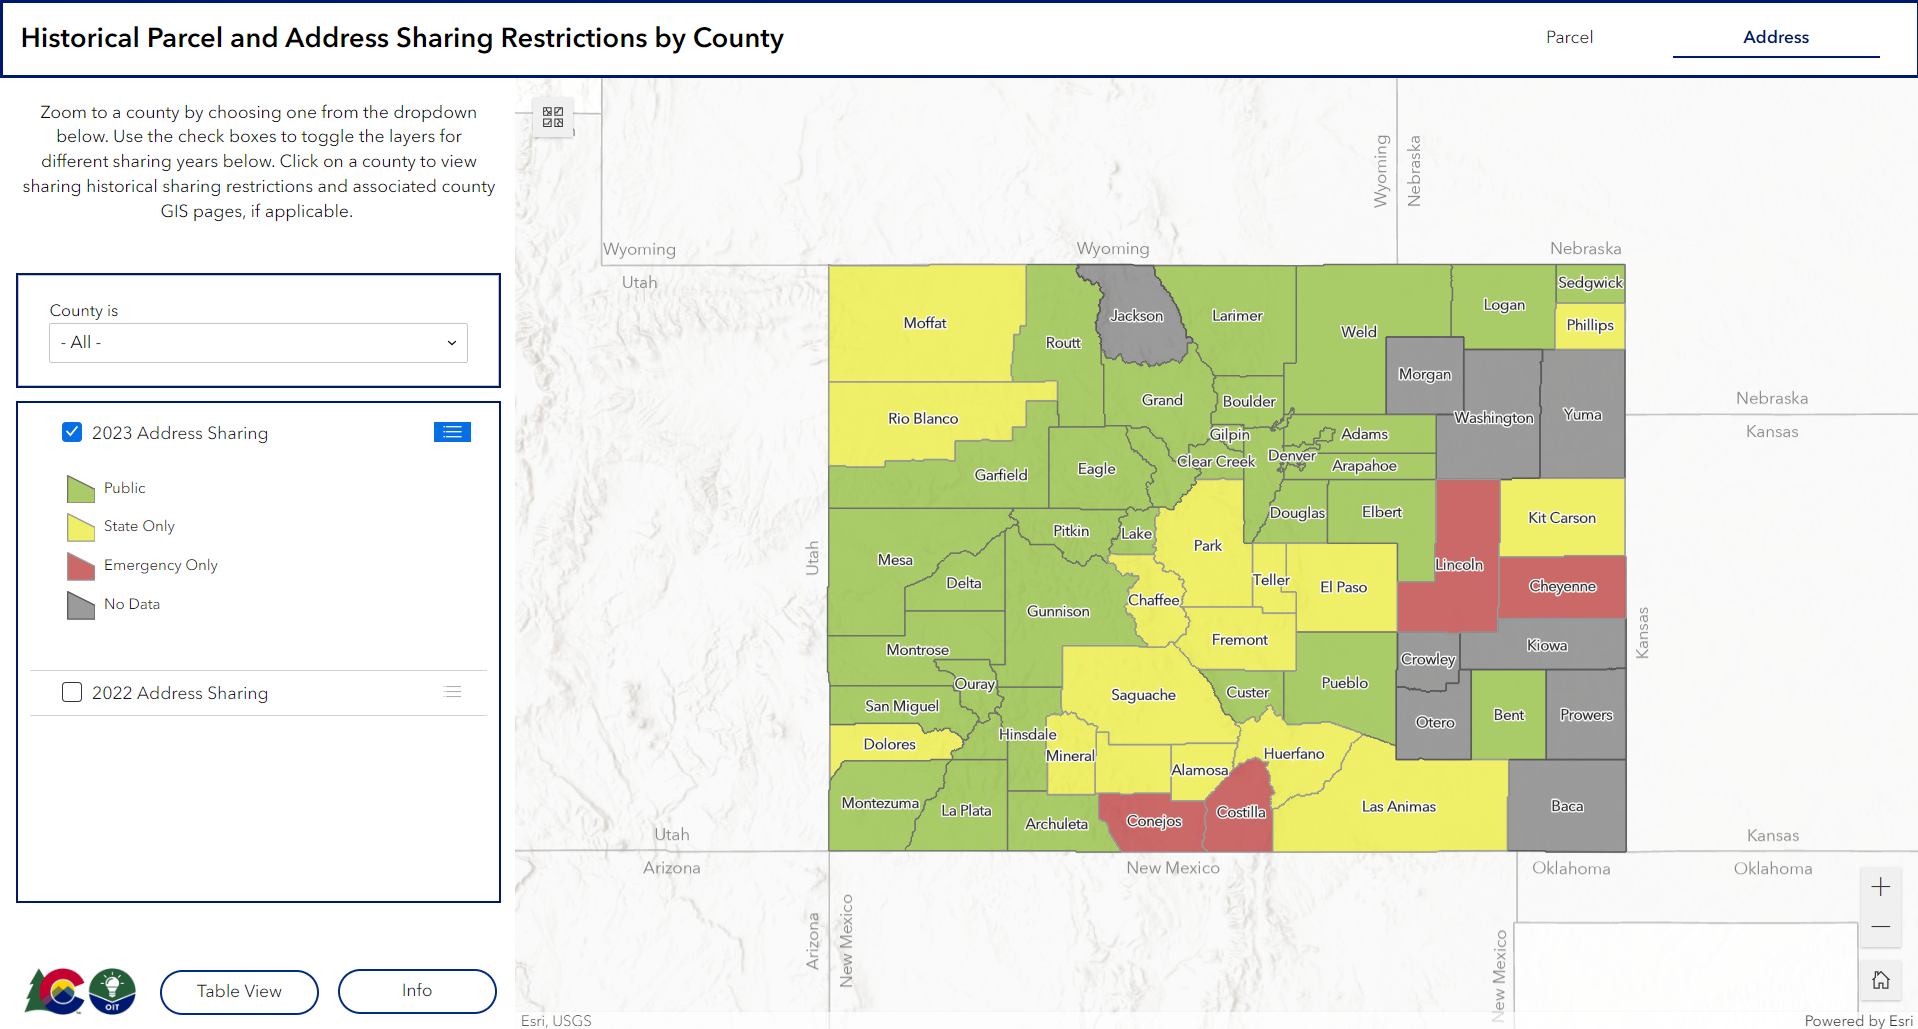 Historical Parcel and Address Sharing Restrictions by County
Parcel
Address
Zoom to a county by choosing one from the dropdown
below. Use the check boxes to toggle the layers for
different sharing years below. Click on a county to view
sharing historical sharing restrictions and associated county
GIS pages, if applicable.
County is
- All -
2023 Address Sharing
Public
State Only
Emergency Only
No Data
2022 Address Sharing
OIT
Table View
Info
Wyoming
Nebraska
Wyoming
Wyoming
Nebraska
Utah
Sedgwick
Logan
Moffat
Jackson
Larimer
Phillips
Weld
Routt
Morgan
Nebraska
Grand
Boulder
Rio Blanco
Washington
Yuma
Kansas
Gilpin
Adams
Denver
Clear Creek
Arapahoe
Eagle
Garfield
Douglas
Elbert
Kit Carson
Pitkin
Lake
Park
Utah
Mesa
Lincoln
Delta
Teller
El Paso
Cheyenne
Chaffee
Gunnison
Fremont
Kansas
Kiowa
Montrose
Crowley
Ouray
Pueblo
Saguache
Custer
San Miguel
Bent
Prowers
Otero
Hinsdale
Dolores
Mineral
Huerfano
Alamosa
Montezuma
La Plata
Las Animas
Baca
Costilla
Conejos
Archuleta
Utah
Kansas
Arizona
New Mexico
Oklahoma
Oklahoma
Arizona
New Mexico
New Mexico
Esri, USGS
Powered by Esri